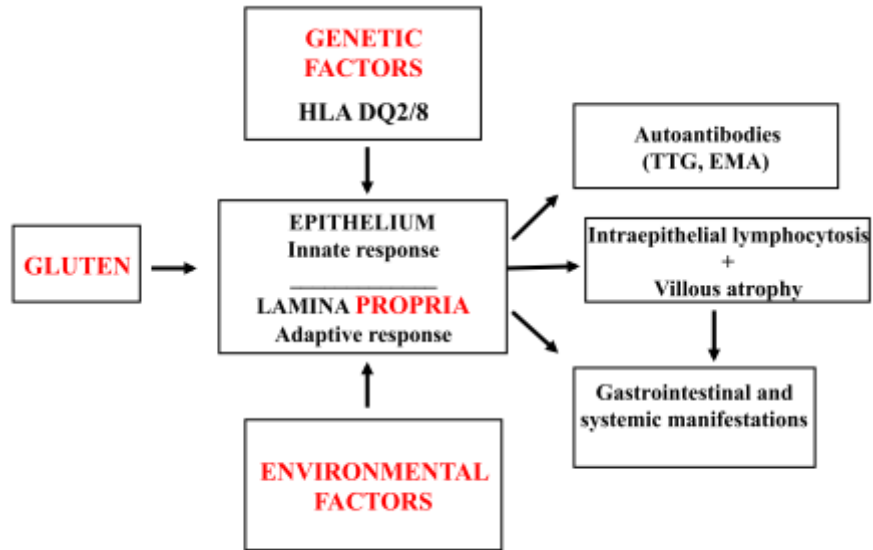 GENETIC
FACTORS
HLA DQ2/8
Autoantibodies
(TTG, EMA)
EPITHELIUM
Innate response
LAMINA PROPRIA
Adaptive response
GLUTEN
Intraepithelial lymphocytosis
+
Villous atrophy
Gastrointestinal and
systemic manifestations
ENVIRONMENTAL
FACTORS